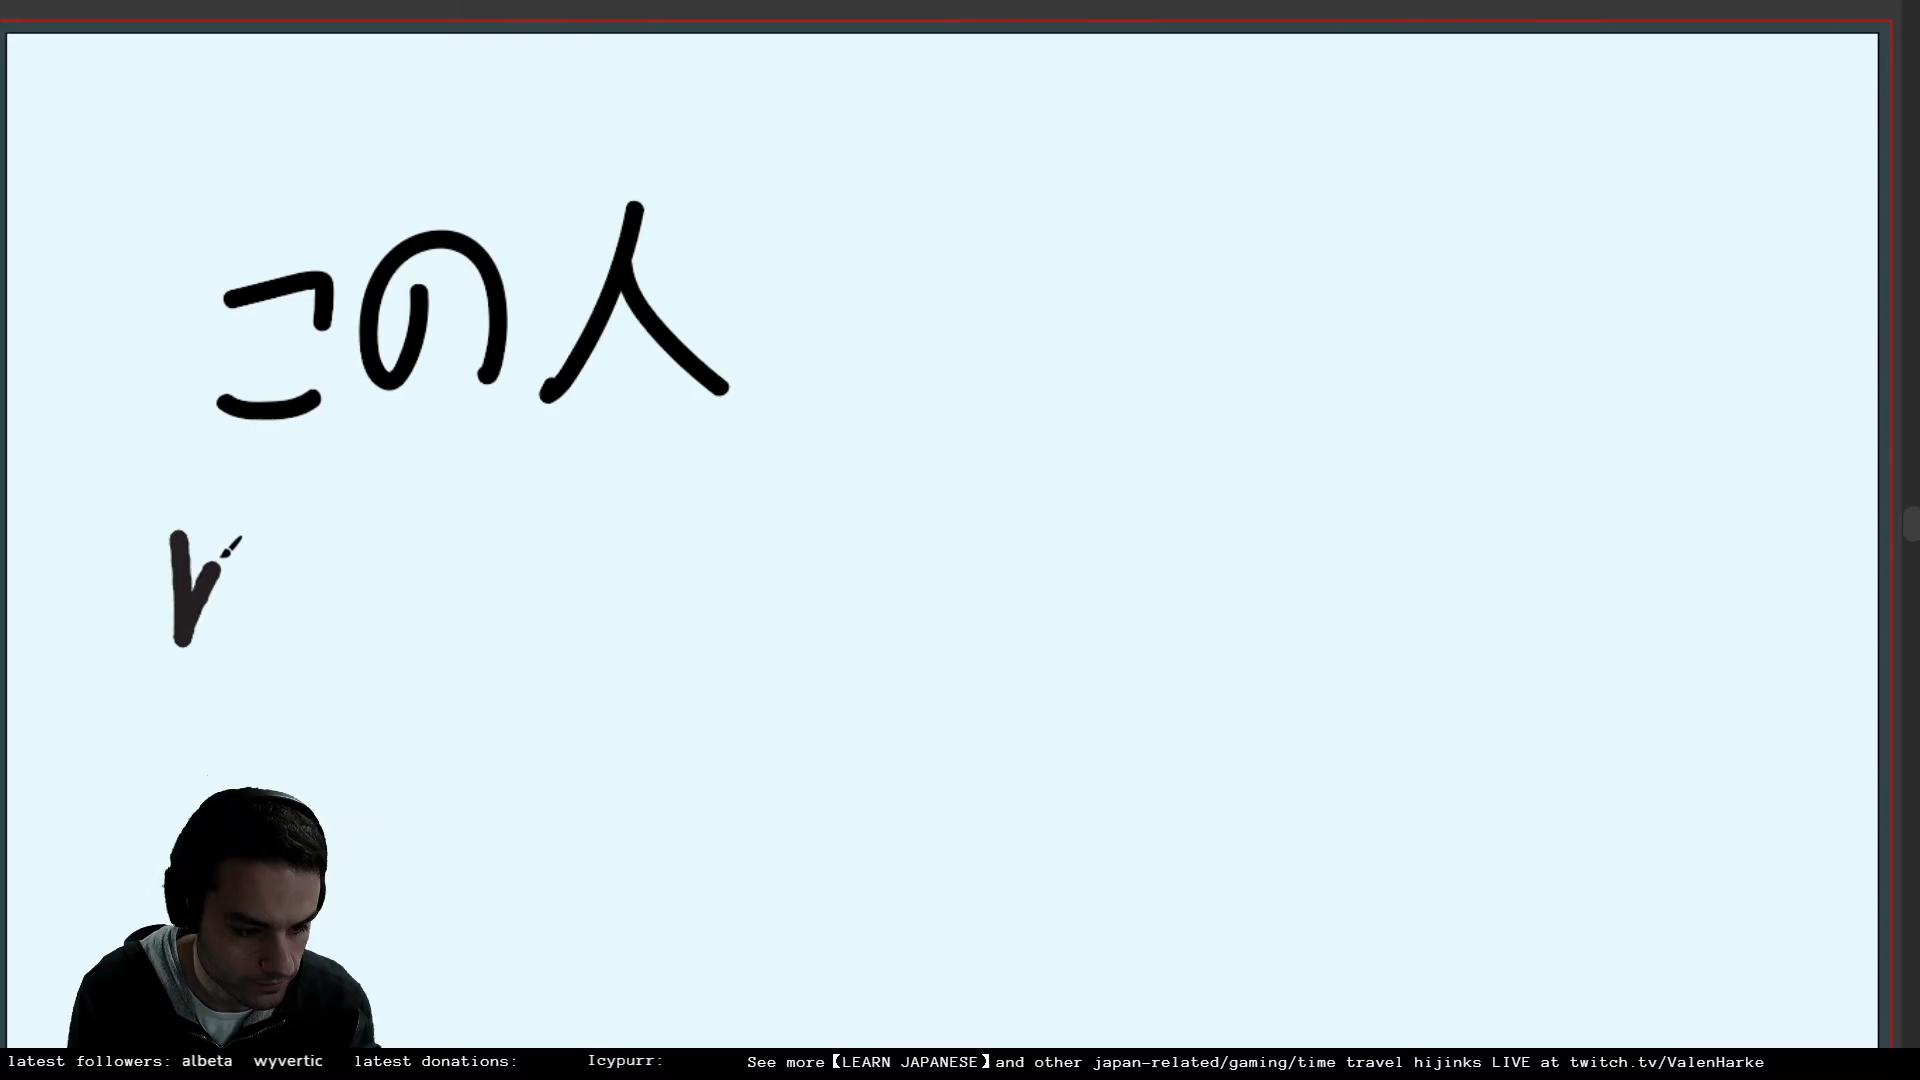 この人
latest followers: albeta wyvertic latest donations: Icypurr: See more【LEARN JAPANESE】and other japan-related/gaming/time travel hijinks LIVE at twitch.tv/ValenHarke